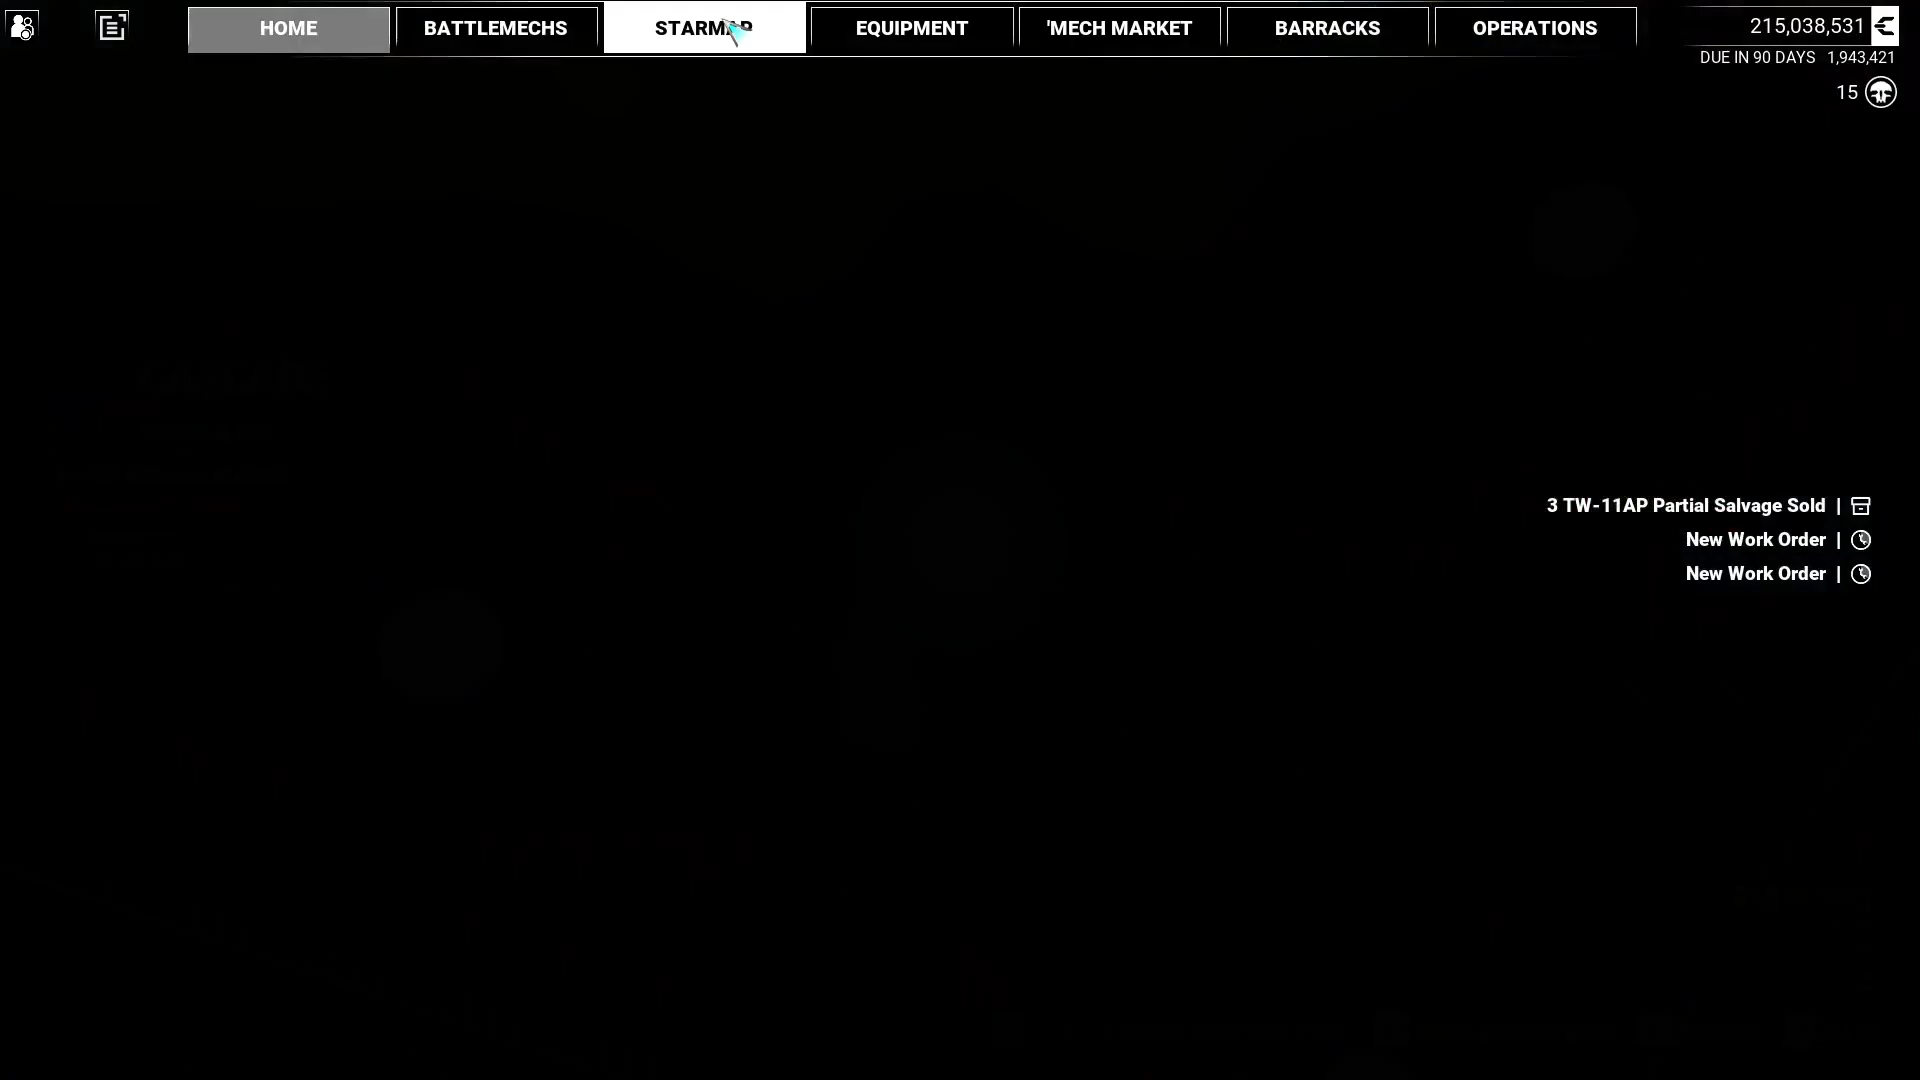 HOME
BATTLEMECHS
STARMAP
EQUIPMENT
'MECH MARKET
BARRACKS
OPERATIONS
215,038,531
DUE IN 90 DAYS 1,943,421
15
3 TW-11AP Partial Salvage Sold |
New Work Order |
New Work Order |